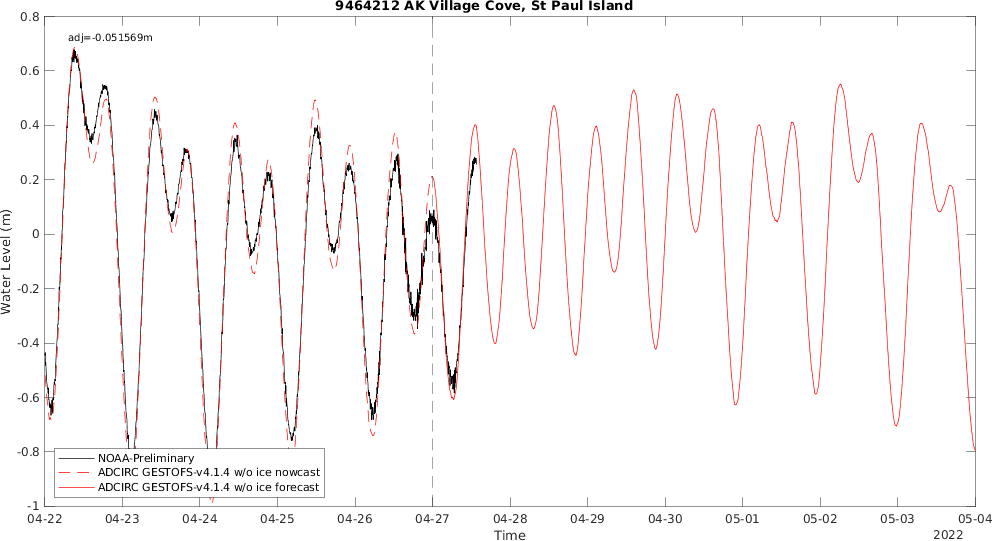 9464212 AK Village Cove, St Paul Island
adj=-0.051569m
Water Level (m)
0.8
0.6
0.4
0.2
0
-0.2
-0.4
-0.6
-0.8
-1
NOAA-Preliminary
ADCIRC GESTOFS-v4.1.4 w/o ice nowcast
ADCIRC GESTOFS-v4.1.4 w/o ice forecast
04-22 04-23 04-24 04-25 04-26 04-27 04-28 04-29 04-30 05-01 05-02 05-03 05-04
Time
2022